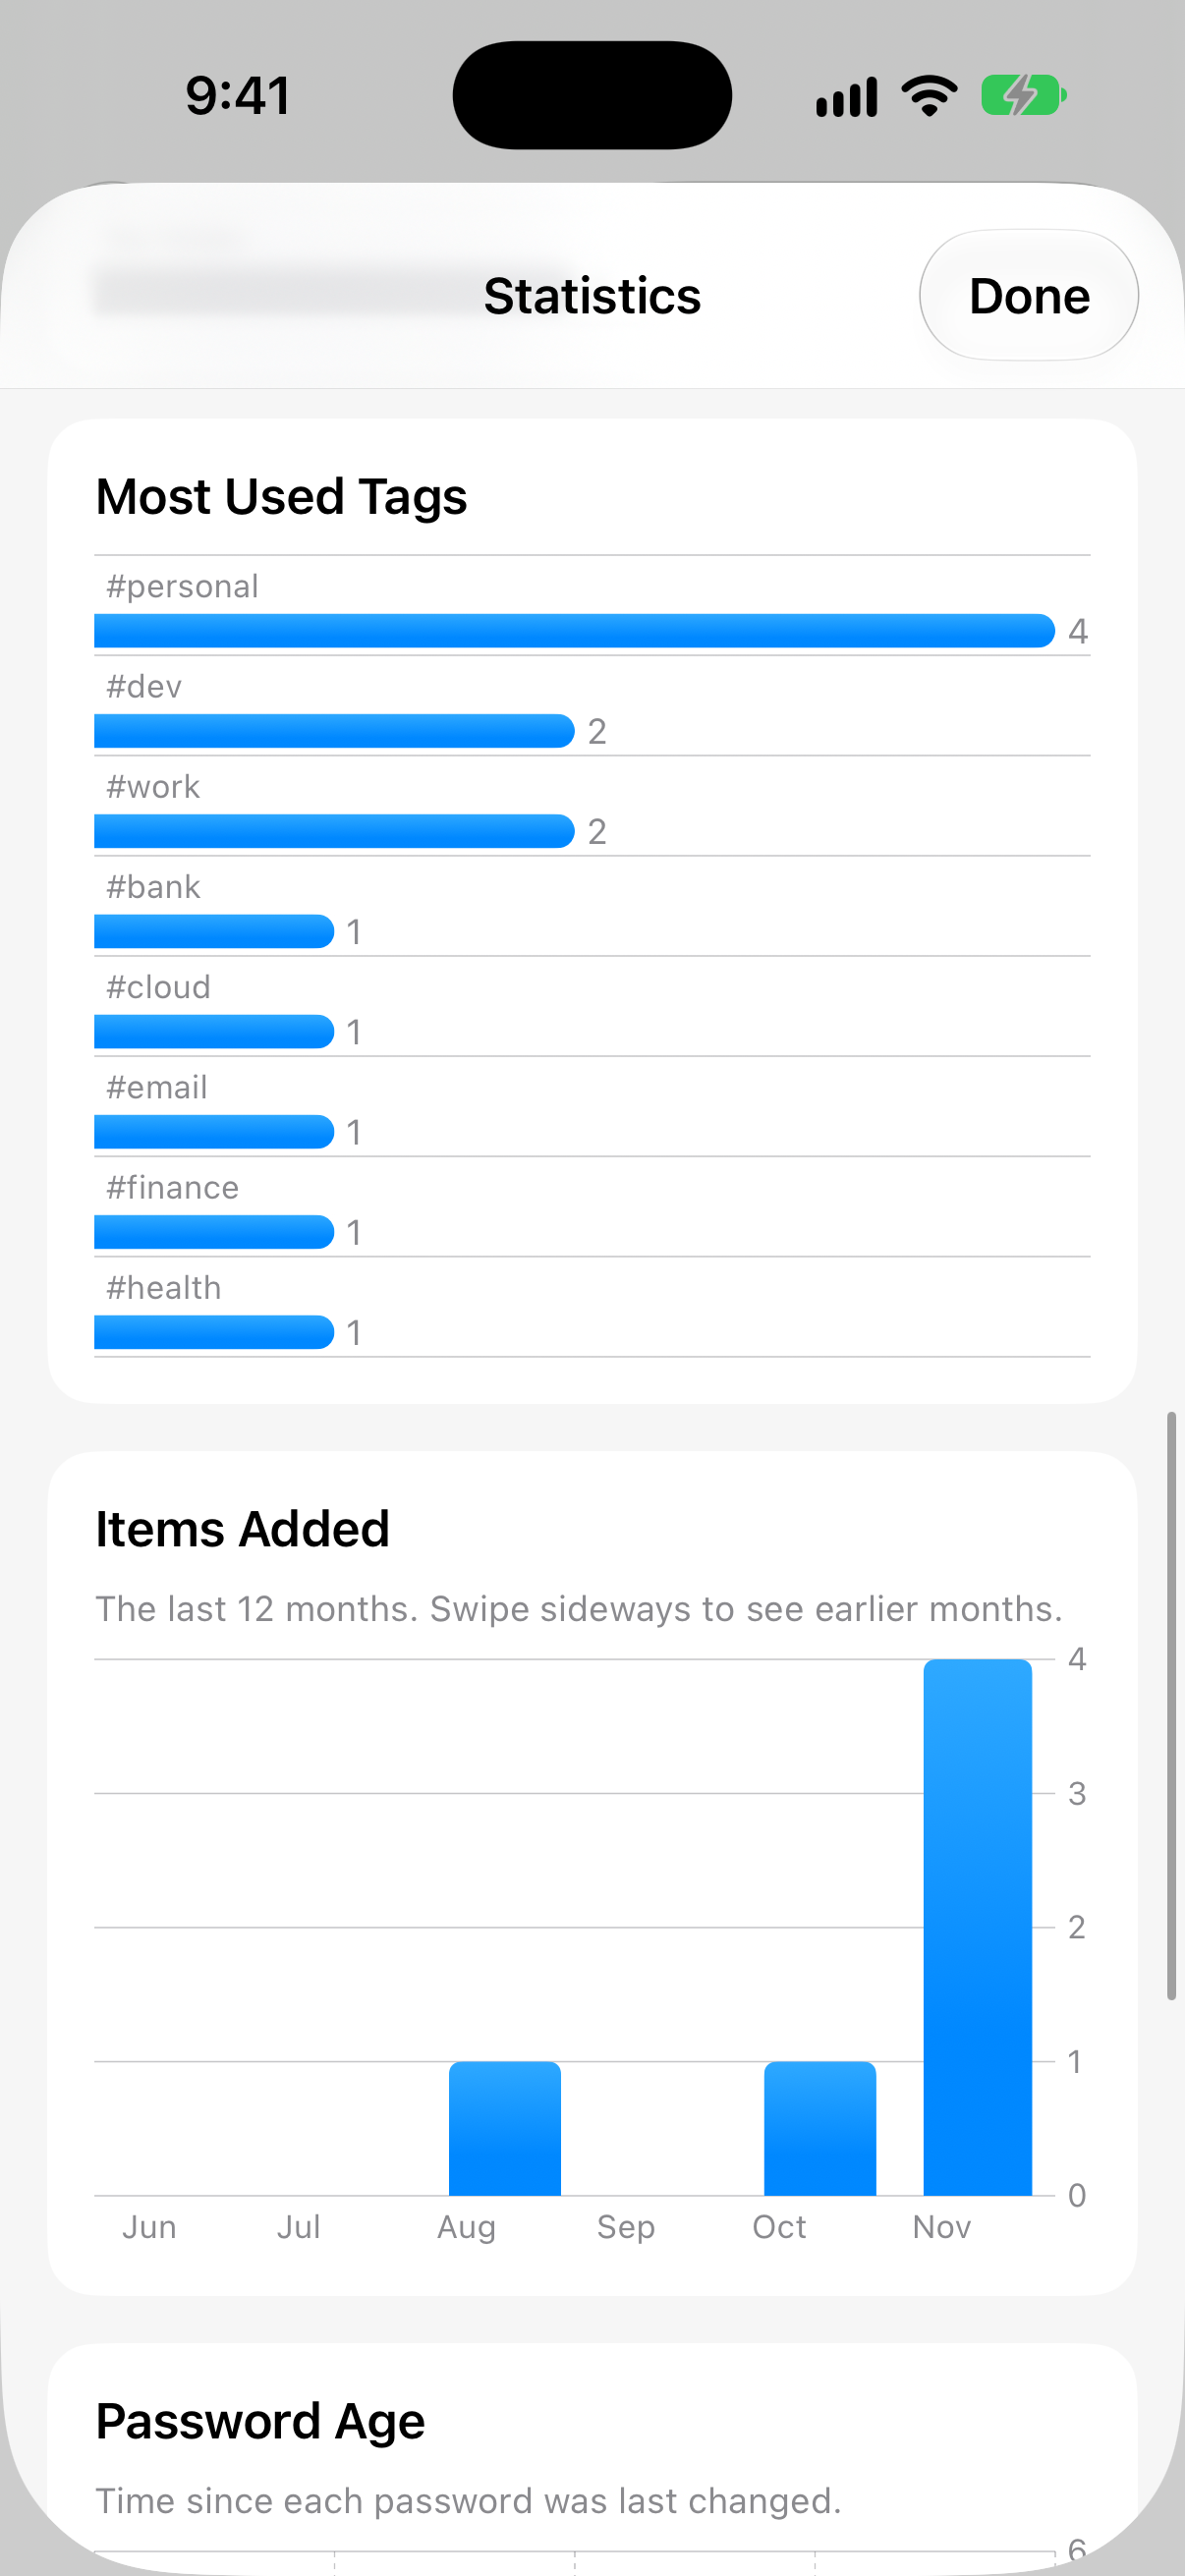 9:41
Statistics
Done
Most Used Tags
#personal
4
#dev
2
#work
2
#bank
1
#cloud
1
#email
1
#finance
1
#health
1
Items Added
The last 12 months. Swipe sideways to see earlier months.
4
3
2
1
0
Jun Jul Aug Sep Oct Nov
Password Age
Time since each password was last changed.
6